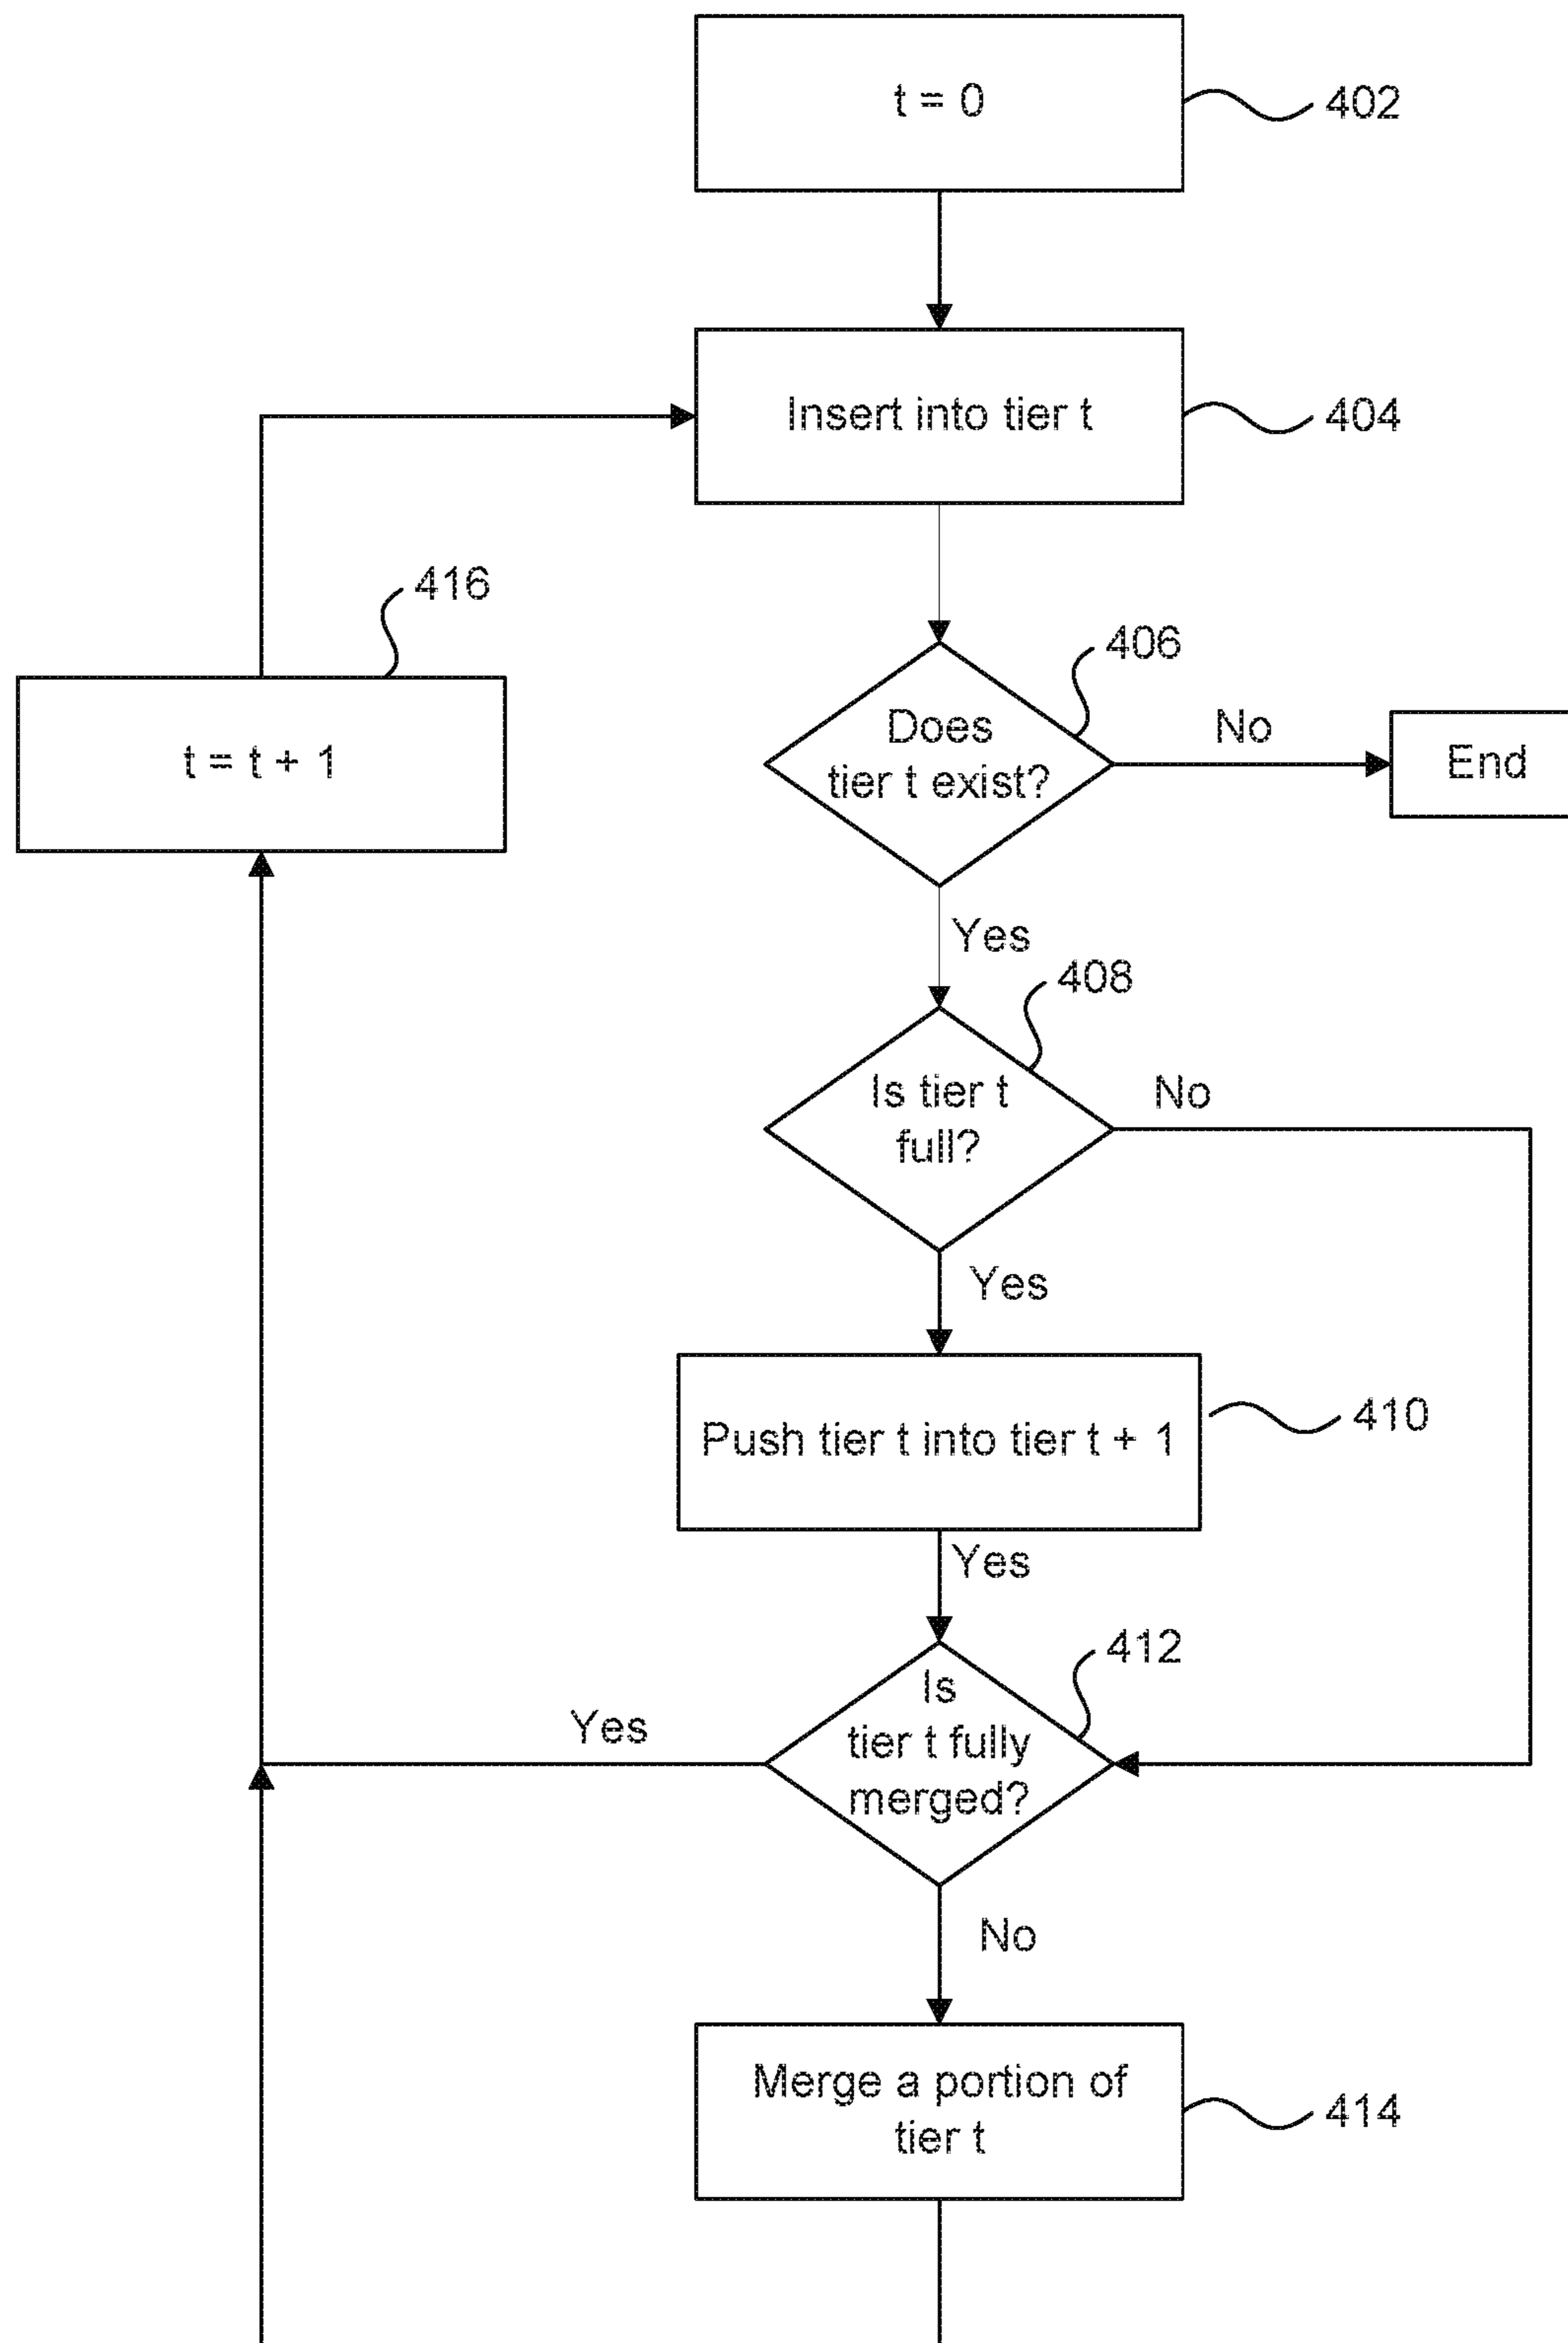 t = 0
402
Insert into tier t
404
416
t = t + 1
406
Does
tier t exist?
No
End
Yes
408
Is tier t
full?
No
Yes
Push tier t into tier t + 1
410
Yes
412
Is
tier t fully
merged?
Yes
No
Merge a portion of
tier t
414